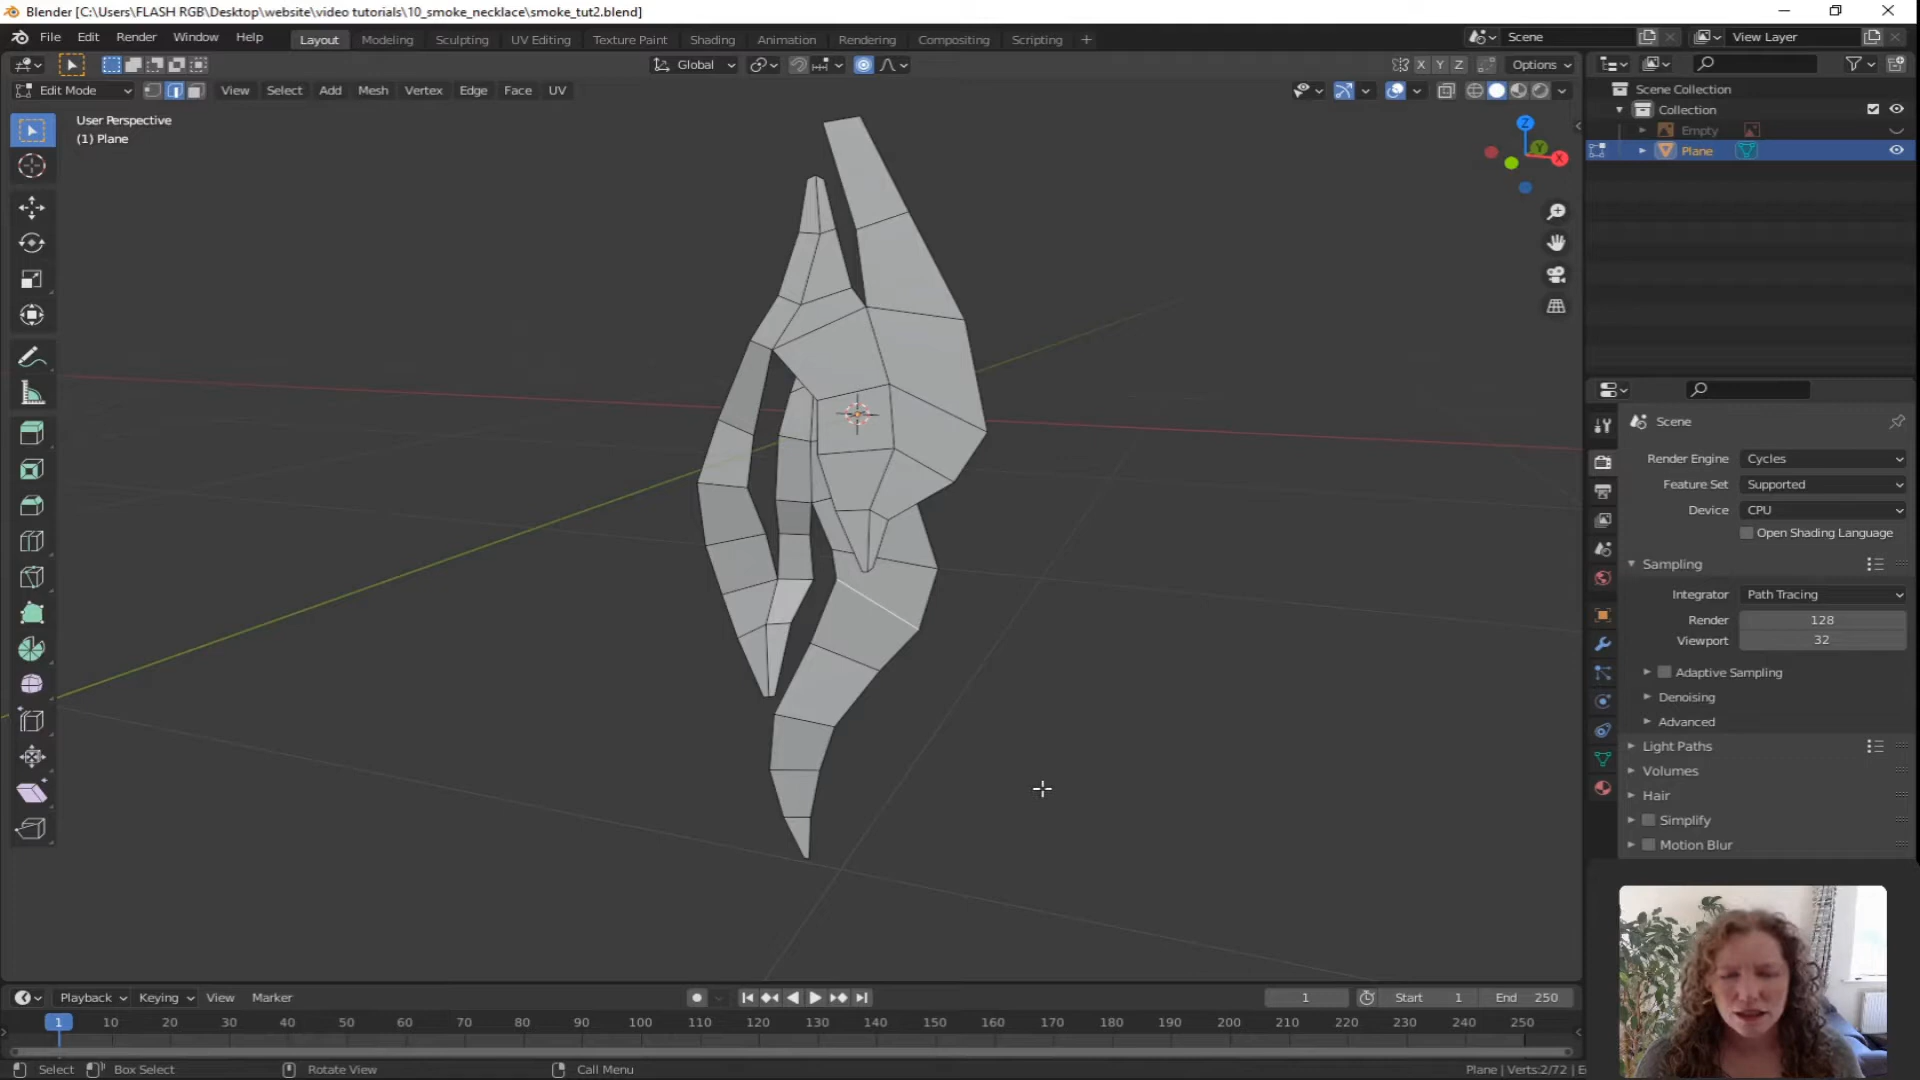 Blender [C:\Users\FLASH RGB\Desktop\website\video tutorials\10_smoke_necklace\smoke_tut2.blend]
File Edit Render Window Help Layout Modeling Sculpting UV Editing Texture Paint Shading Animation Rendering Compositing Scripting + Scene View Layer
Global X Y Z Options
Edit Mode View Select Add Mesh Vertex Edge Face UV
User Perspective
(1) Plane
Z
Y
X
Scene Collection
Collection
Empty
Plane
Scene
Render Engine Cycles
Feature Set Supported
Device CPU
Open Shading Language
Sampling
Integrator Path Tracing
Render 128
Viewport 32
Adaptive Sampling
Denoising
Advanced
Light Paths
Volumes
Hair
Simplify
Motion Blur
Playback Keying View Marker 1 Start 1 End 250
1 10 20 30 40 50 60 70 80 90 100 110 120 130 140 150 160 170 180 190 200 210 220 230 240 250
Select Box Select Rotate View Call Menu Plane | Verts:2/72 | E